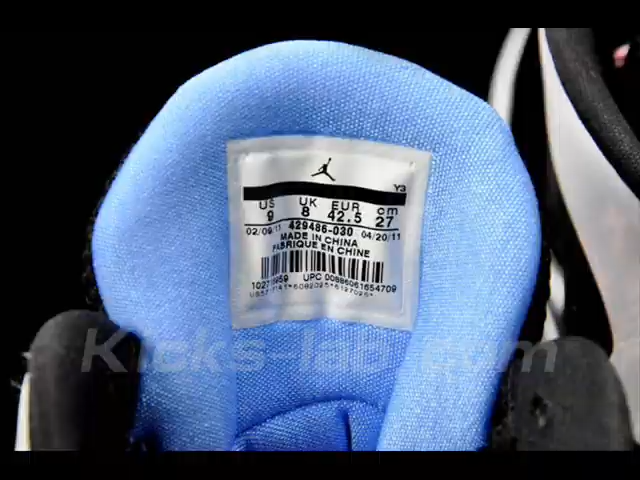 Y3
US UK EUR cm
9 8 42.5 27
02/09/11 429486-030 04/20/11
MADE IN CHINA
FABRIQUE EN CHINE
UPC 00886061654709
Kicks-lab.com